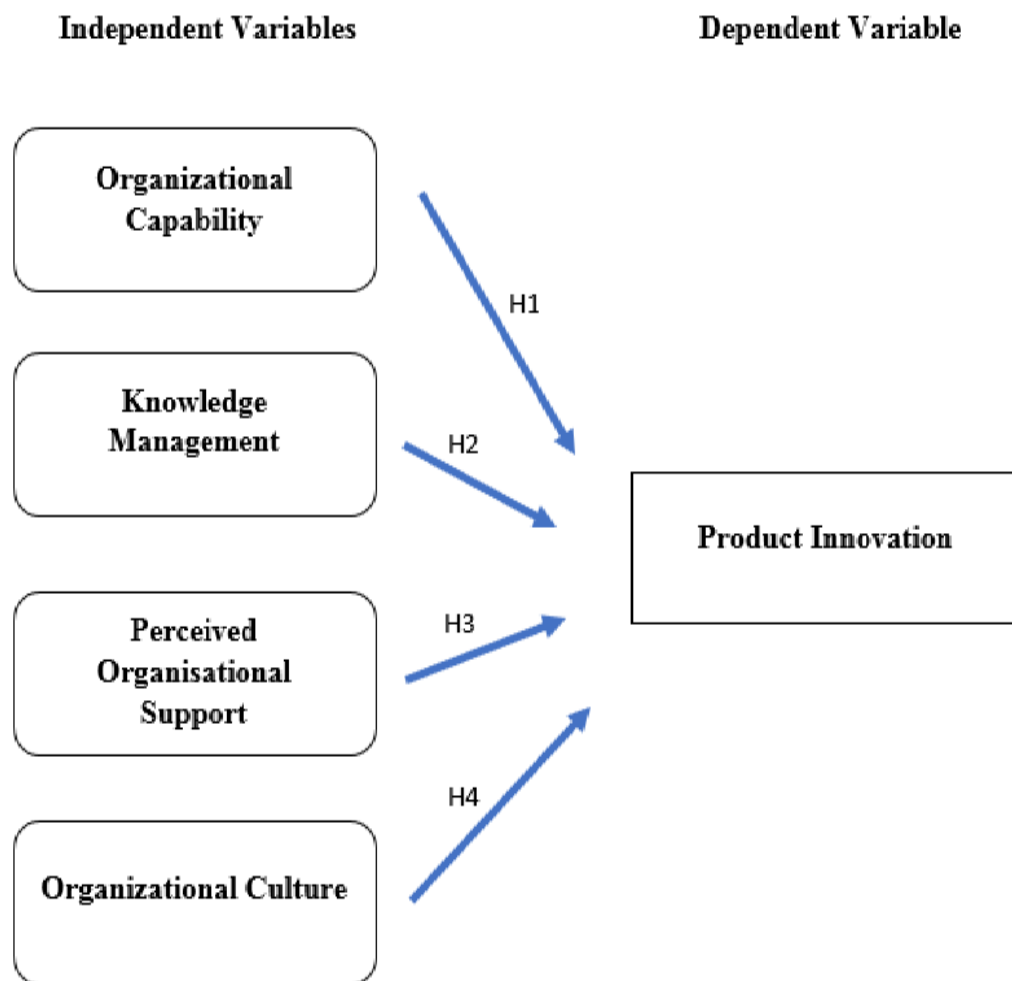 Independent Variables
Dependent Variable
Organizational
Capability
H1
Knowledge
Management
H2
Product Innovation
Perceived
Organisational
Support
H3
H4
Organizational Culture